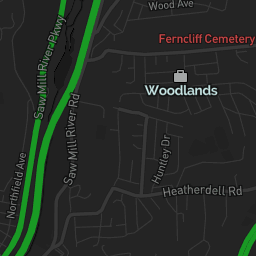 Wood Ave
Ferncliff Cemetery
Woodlands
Saw Mill River Pkwy
Saw Mill River Rd
Northfield Ave
Huntley Dr
Heatherdell Rd